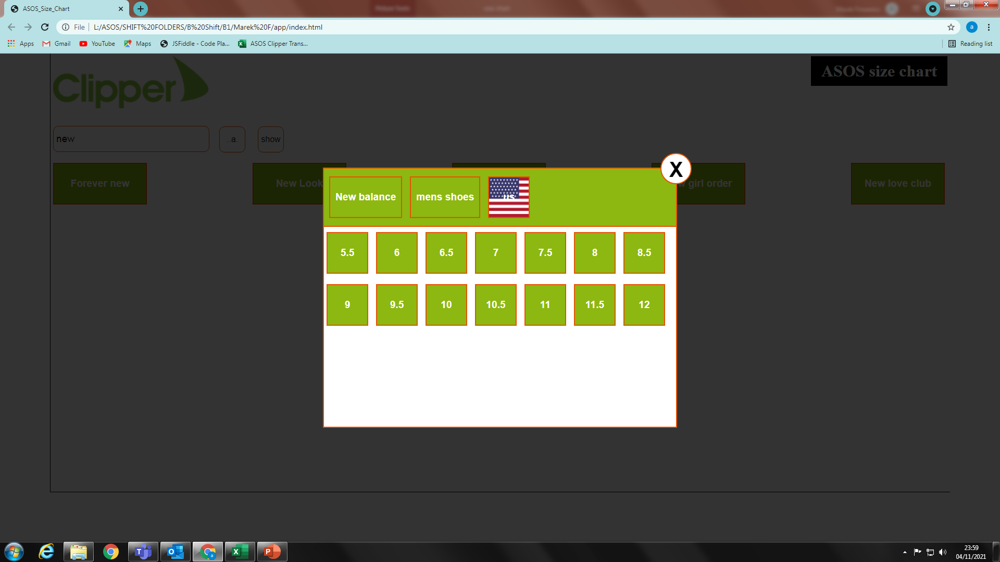 ASOS_Size_Chart
File L:/ASOS/SHIFT%20FOLDERS/B%20Shift/B1/Marek%20F/app/index.html a
Apps Gmail YouTube Maps JSFiddle - Code Pla... ASOS Clipper Trans... Reading list
Clipper
ASOS size chart
new ..a. show
Forever new New Look girl order New love club
X
New balance mens shoes us
5.5 6 6.5 7 7.5 8 8.5
9 9.5 10 10.5 11 11.5 12
23:59
04/11/2021